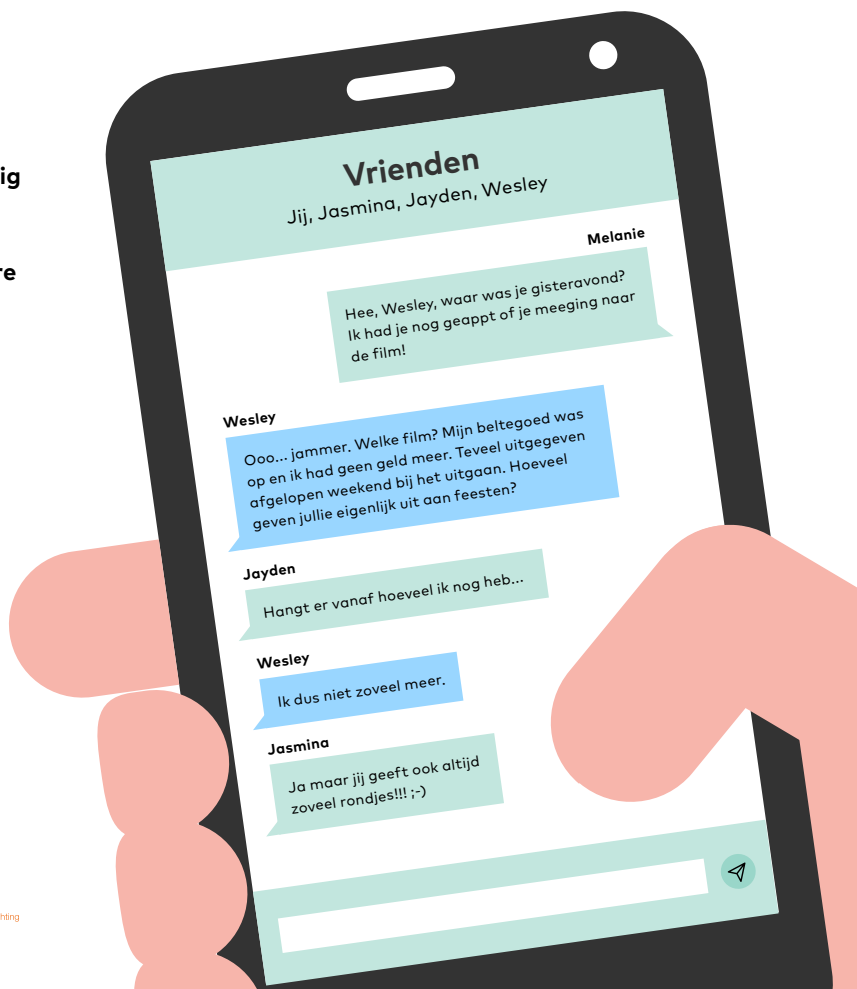 ig
re
Vrienden
Jij, Jasmina, Jayden, Wesley
Melanie
Hee, Wesley, waar was je gisteravond?
Ik had je nog geappt of je meeging naar
de film!
Wesley
Ooo... jammer. Welke film? Mijn beltegoed was
op en ik had geen geld meer. Teveel uitgegeven
afgelopen weekend bij het uitgaan. Hoeveel
geven jullie eigenlijk uit aan feesten?
Jayden
Hangt er vanaf hoeveel ik nog heb...
Wesley
Ik dus niet zoveel meer.
Jasmina
Ja maar jij geeft ook altijd
zoveel rondjes!!! ;-)
hting